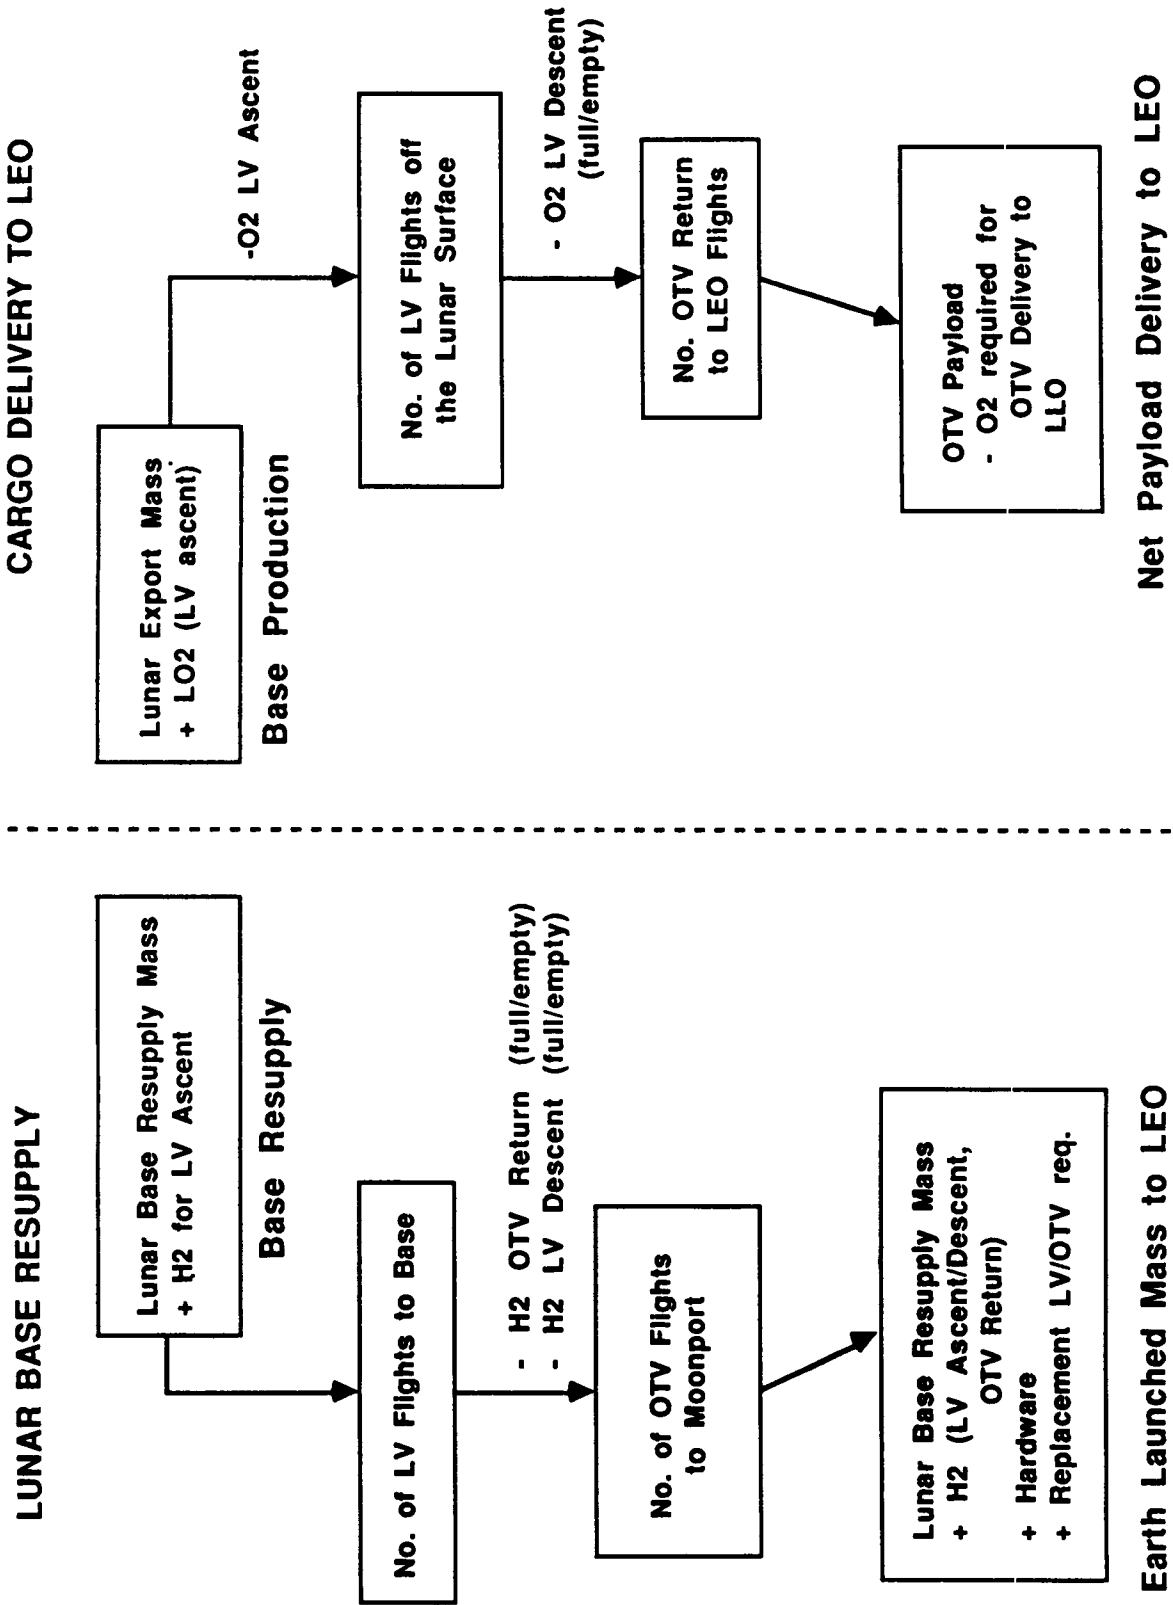 LUNAR BASE RESUPPLY
Lunar Base Resupply Mass
+ H2 for LV Ascent
Base Resupply
No. of LV Flights to Base
- H2 OTV Return (full/empty)
- H2 LV Descent (full/empty)
No. of OTV Flights
to Moonport
Lunar Base Resupply Mass
+ H2 (LV Ascent/Descent,
OTV Return)
+ Hardware
+ Replacement LV/OTV req.
Earth Launched Mass to LEO
CARGO DELIVERY TO LEO
Lunar Export Mass
+ LO2 (LV ascent)
Base Production
-O2 LV Ascent
No. of LV Flights off
the Lunar Surface
- O2 LV Descent
(full/empty)
No. OTV Return
to LEO Flights
OTV Payload
- O2 required for
OTV Delivery to
LLO
Net Payload Delivery to LEO